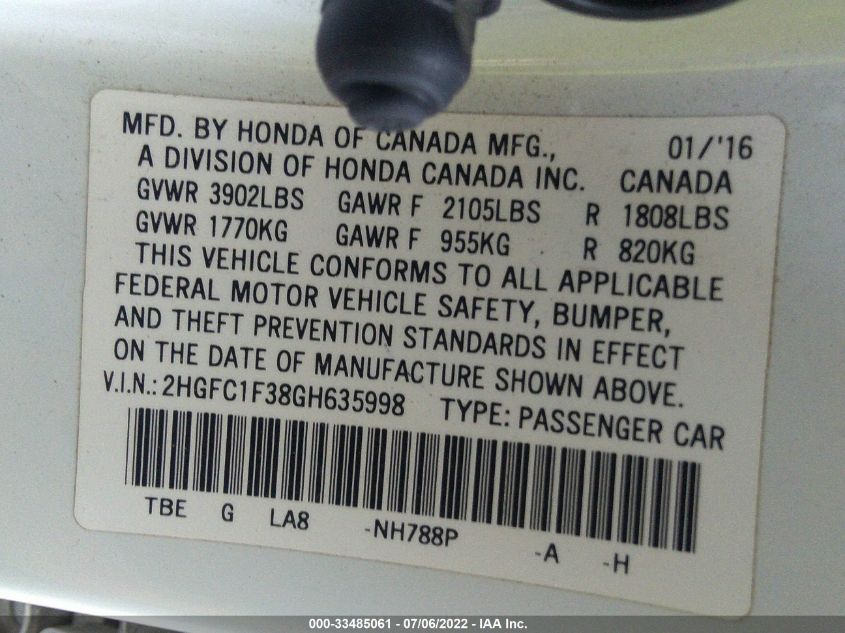 MFD. BY HONDA OF CANADA MFG., 01/'16
A DIVISION OF HONDA CANADA INC. CANADA
GVWR 3902LBS GAWR F 2105LBS R 1808LBS
GVWR 1770KG GAWR F 955KG R 820KG
THIS VEHICLE CONFORMS TO ALL APPLICABLE
FEDERAL MOTOR VEHICLE SAFETY, BUMPER,
AND THEFT PREVENTION STANDARDS IN EFFECT
ON THE DATE OF MANUFACTURE SHOWN ABOVE.
V.I.N.: 2HGFC1F38GH635998 TYPE: PASSENGER CAR
TBE G LA8 -NH788P -A -H
000-33485061 - 07/06/2022 - IAA Inc.